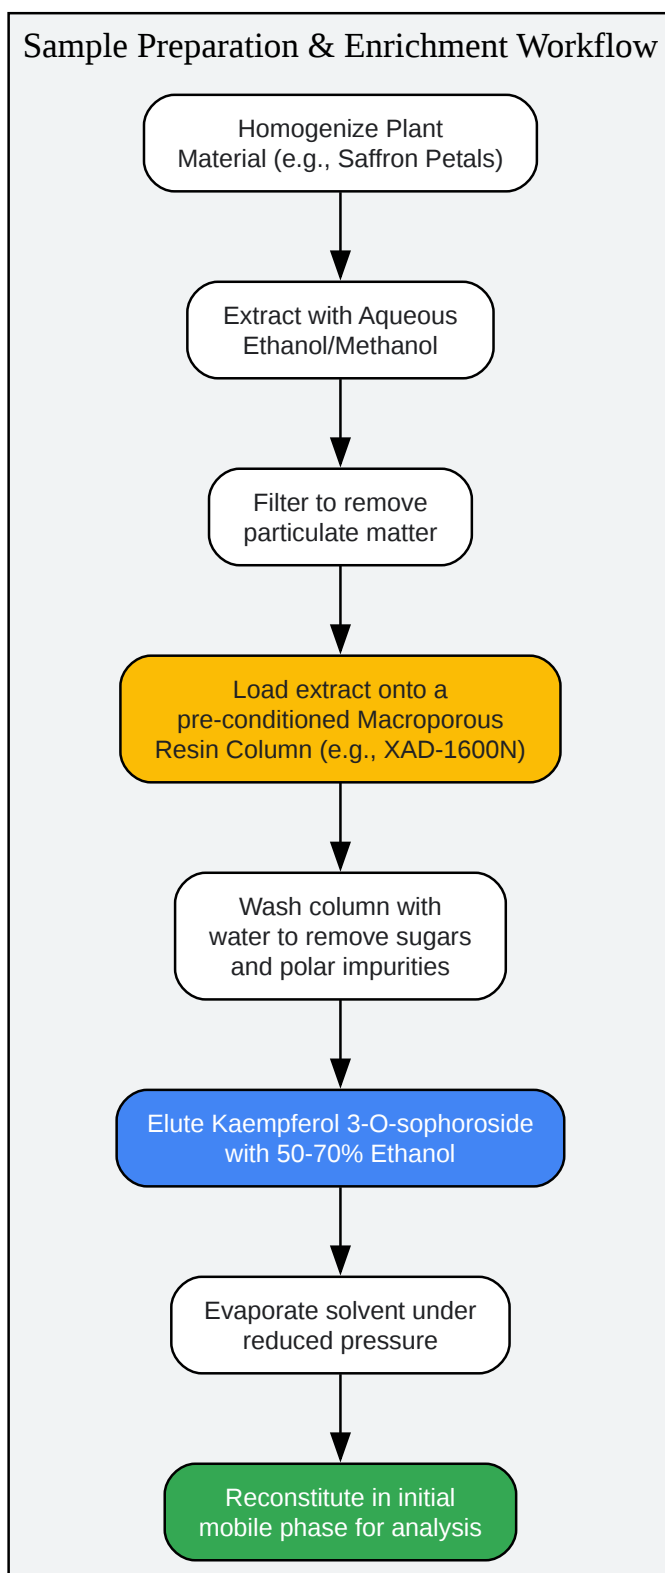 Sample Preparation & Enrichment Workflow
Homogenize Plant
Material (e.g., Saffron Petals)
Extract with Aqueous
Ethanol/Methanol
Filter to remove
particulate matter
Load extract onto a
pre-conditioned Macroporous
Resin Column (e.g., XAD-1600N)
Wash column with
water to remove sugars
and polar impurities
Elute Kaempferol 3-O-sophoroside
with 50-70% Ethanol
Evaporate solvent under
reduced pressure
Reconstitute in initial
mobile phase for analysis